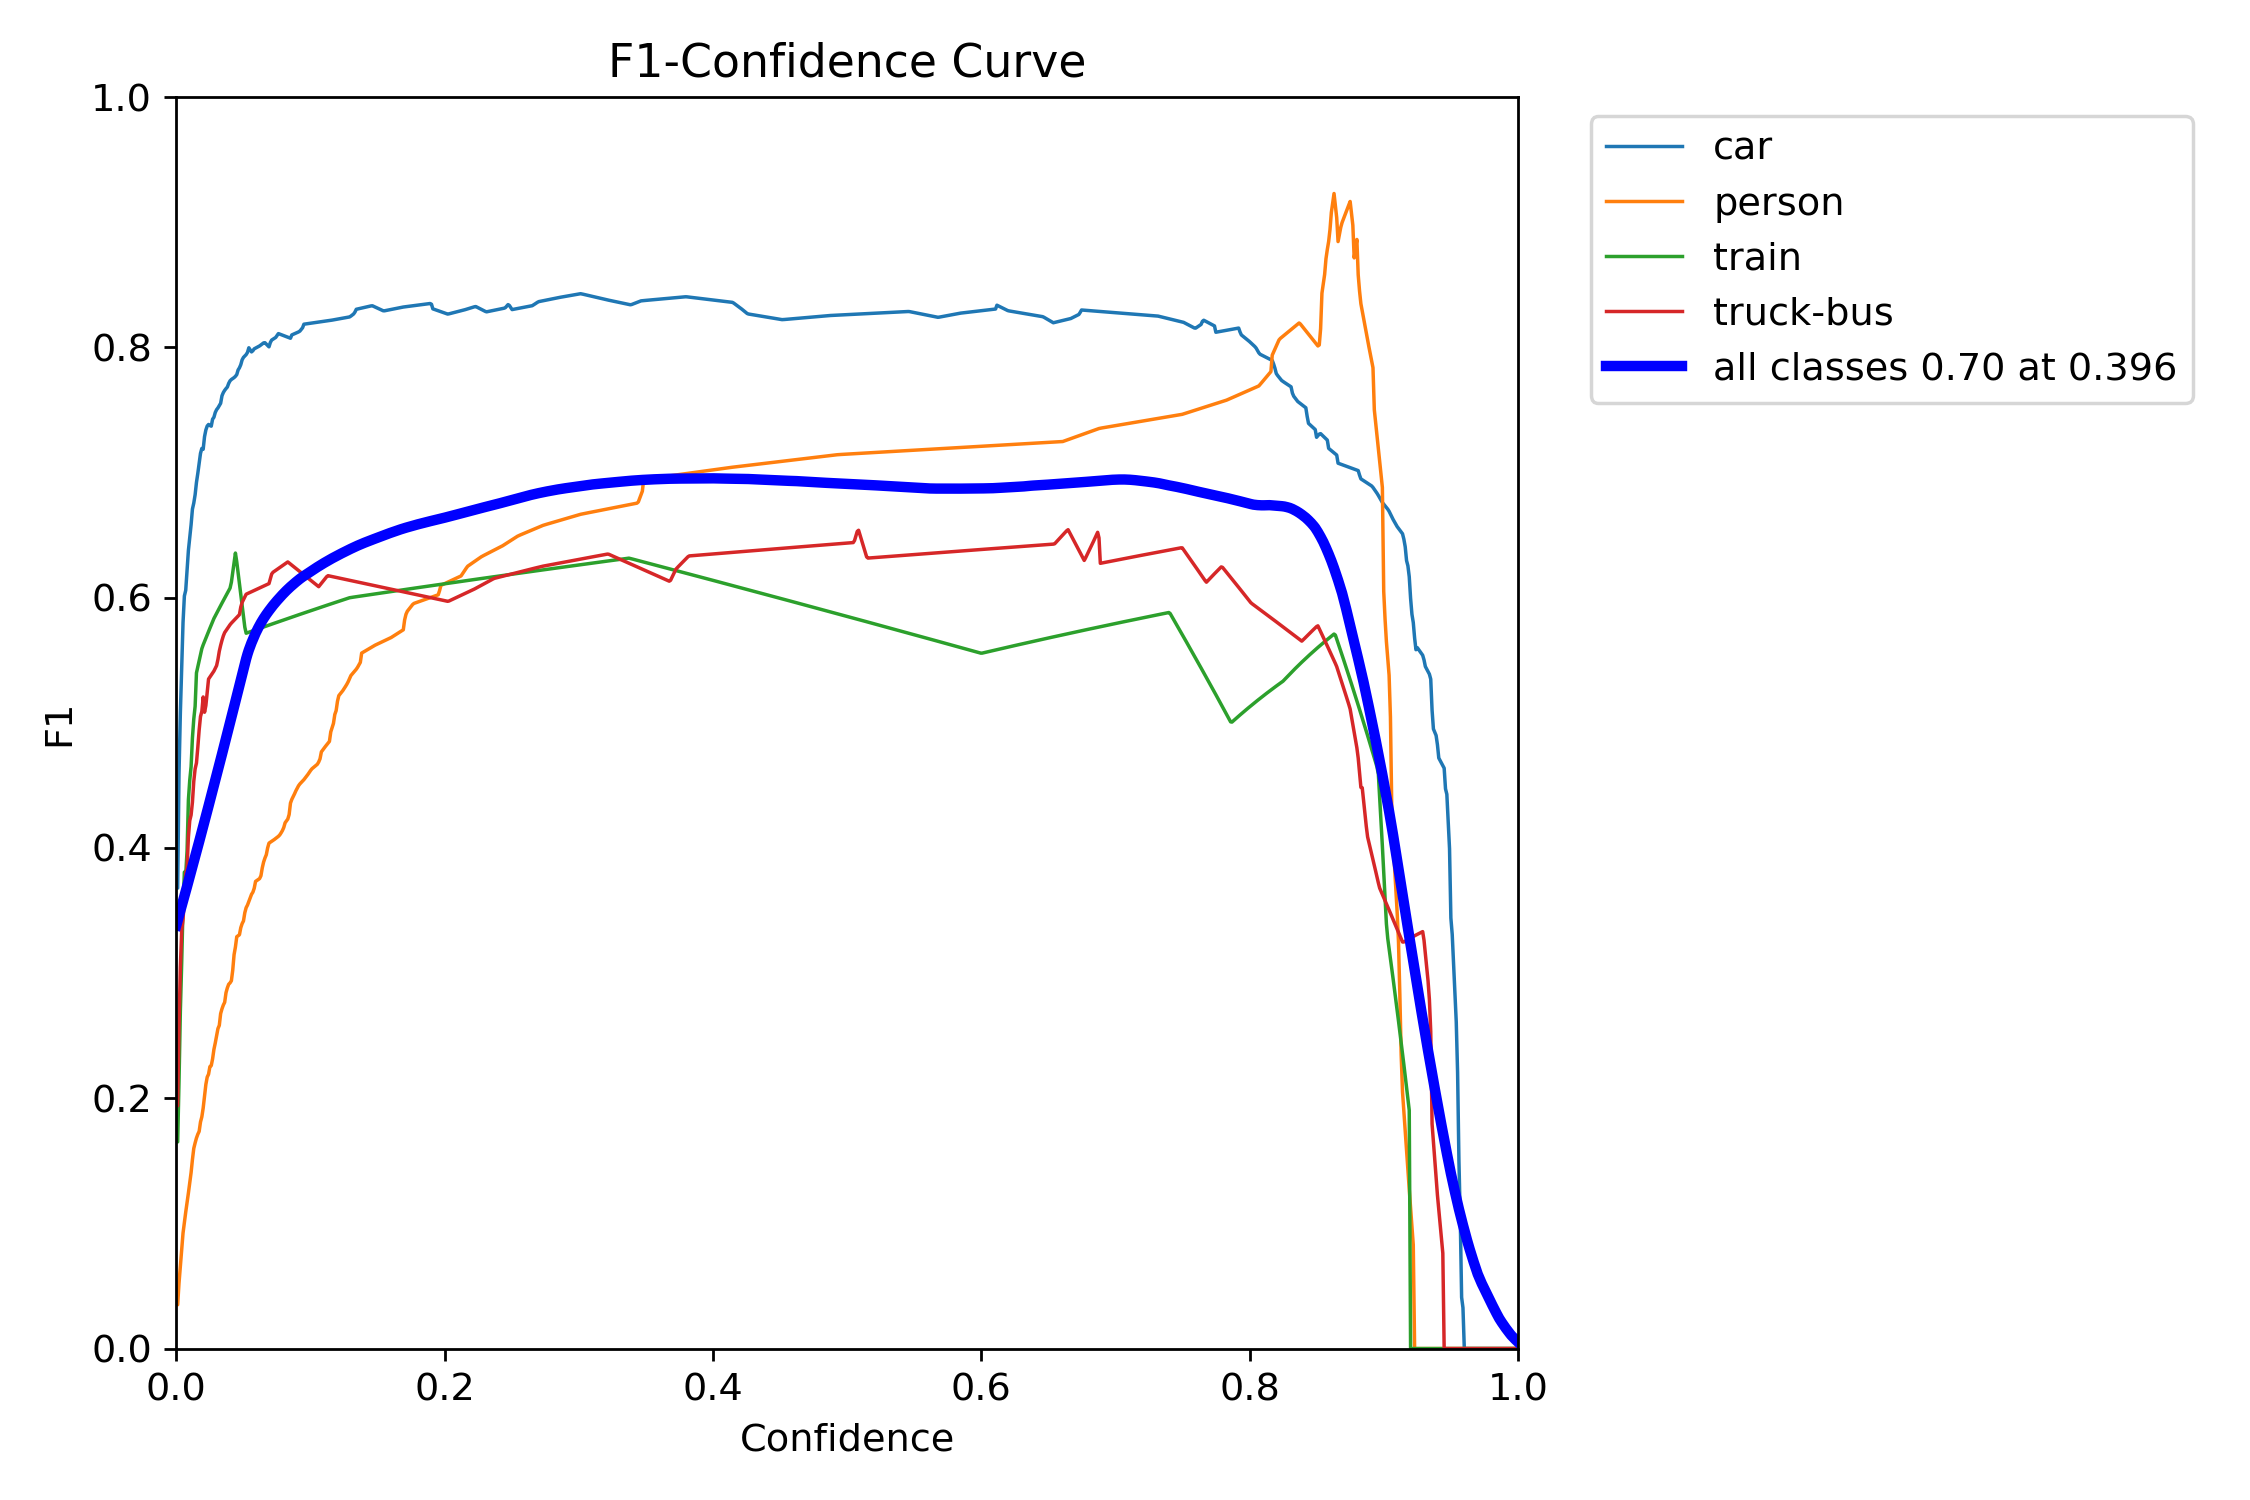 F1-Confidence Curve
1.0
0.8
0.6
0.4
0.2
0.0
F1
0.0 0.2 0.4 0.6 0.8 1.0
Confidence
car
person
train
truck-bus
all classes 0.70 at 0.396